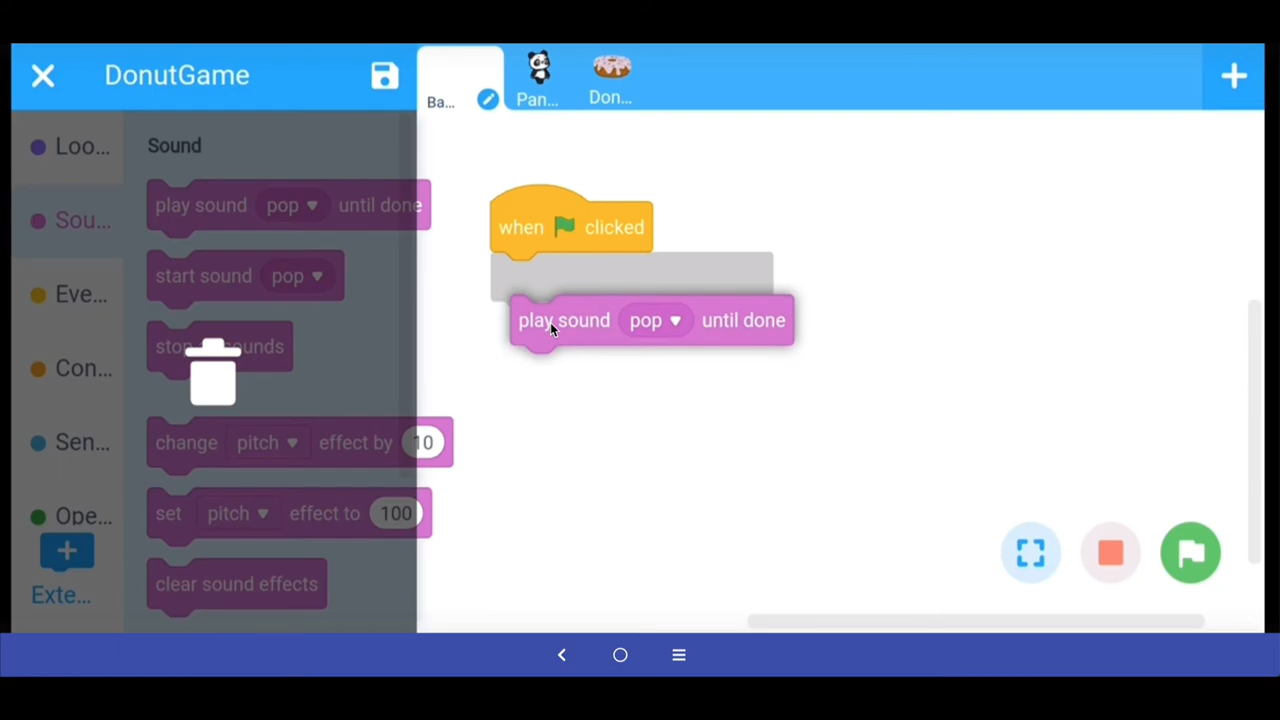 DonutGame
Ba...
Pan...
Don...
Loo...
Sou...
Eve...
Con...
Sen...
Ope...
Exte...
Sound
play sound pop until done
start sound pop
stop sounds
change pitch effect by 10
set pitch effect to 100
clear sound effects
when clicked
play sound pop until done